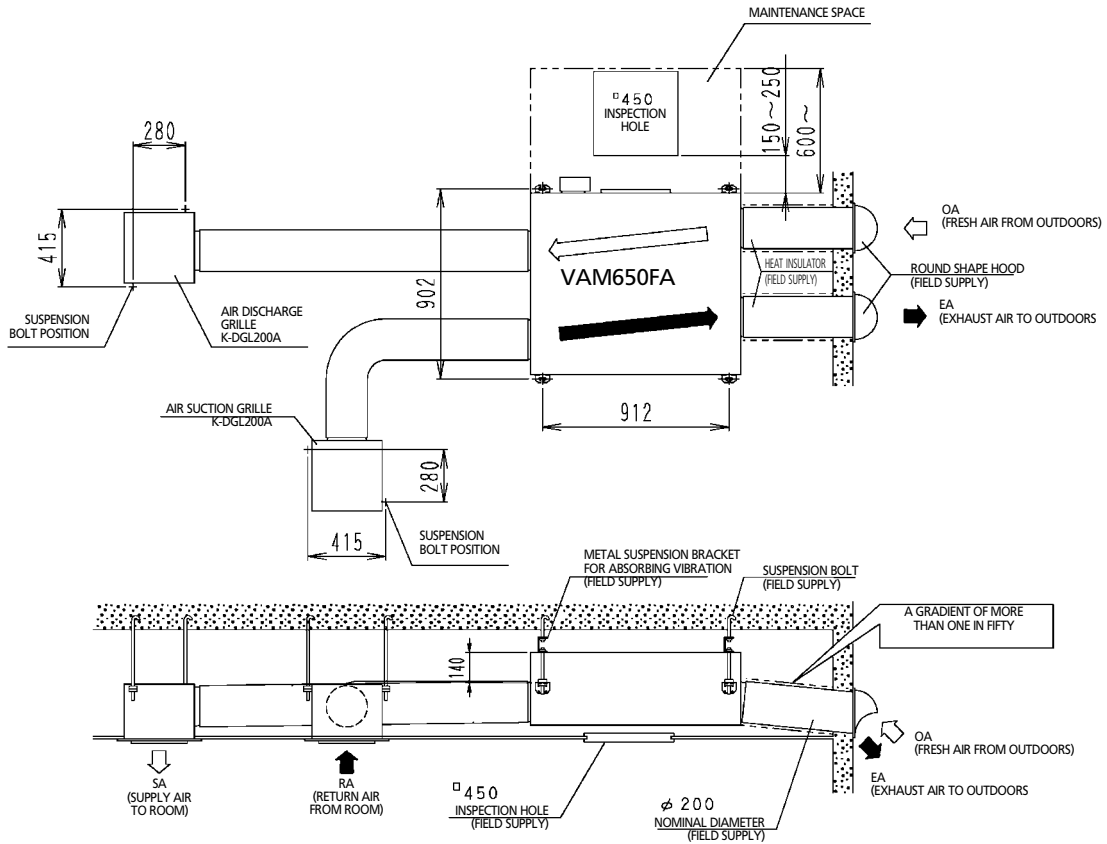 MAINTENANCE SPACE
□450
INSPECTION
HOLE
150～250
600～
280
415
SUSPENSION
BOLT POSITION
AIR DISCHARGE
GRILLE
K-DGL200A
902
VAM650FA
HEAT INSULATOR
(FIELD SUPPLY)
OA
(FRESH AIR FROM OUTDOORS)
ROUND SHAPE HOOD
(FIELD SUPPLY)
EA
(EXHAUST AIR TO OUTDOORS
912
AIR SUCTION GRILLE
K-DGL200A
280
415
SUSPENSION
BOLT POSITION
METAL SUSPENSION BRACKET
FOR ABSORBING VIBRATION
(FIELD SUPPLY)
SUSPENSION BOLT
(FIELD SUPPLY)
A GRADIENT OF MORE
THAN ONE IN FIFTY
140
SA
(SUPPLY AIR
TO ROOM)
RA
(RETURN AIR
FROM ROOM)
□450
INSPECTION HOLE
(FIELD SUPPLY)
φ200
NOMINAL DIAMETER
(FIELD SUPPLY)
OA
(FRESH AIR FROM OUTDOORS)
EA
(EXHAUST AIR TO OUTDOORS